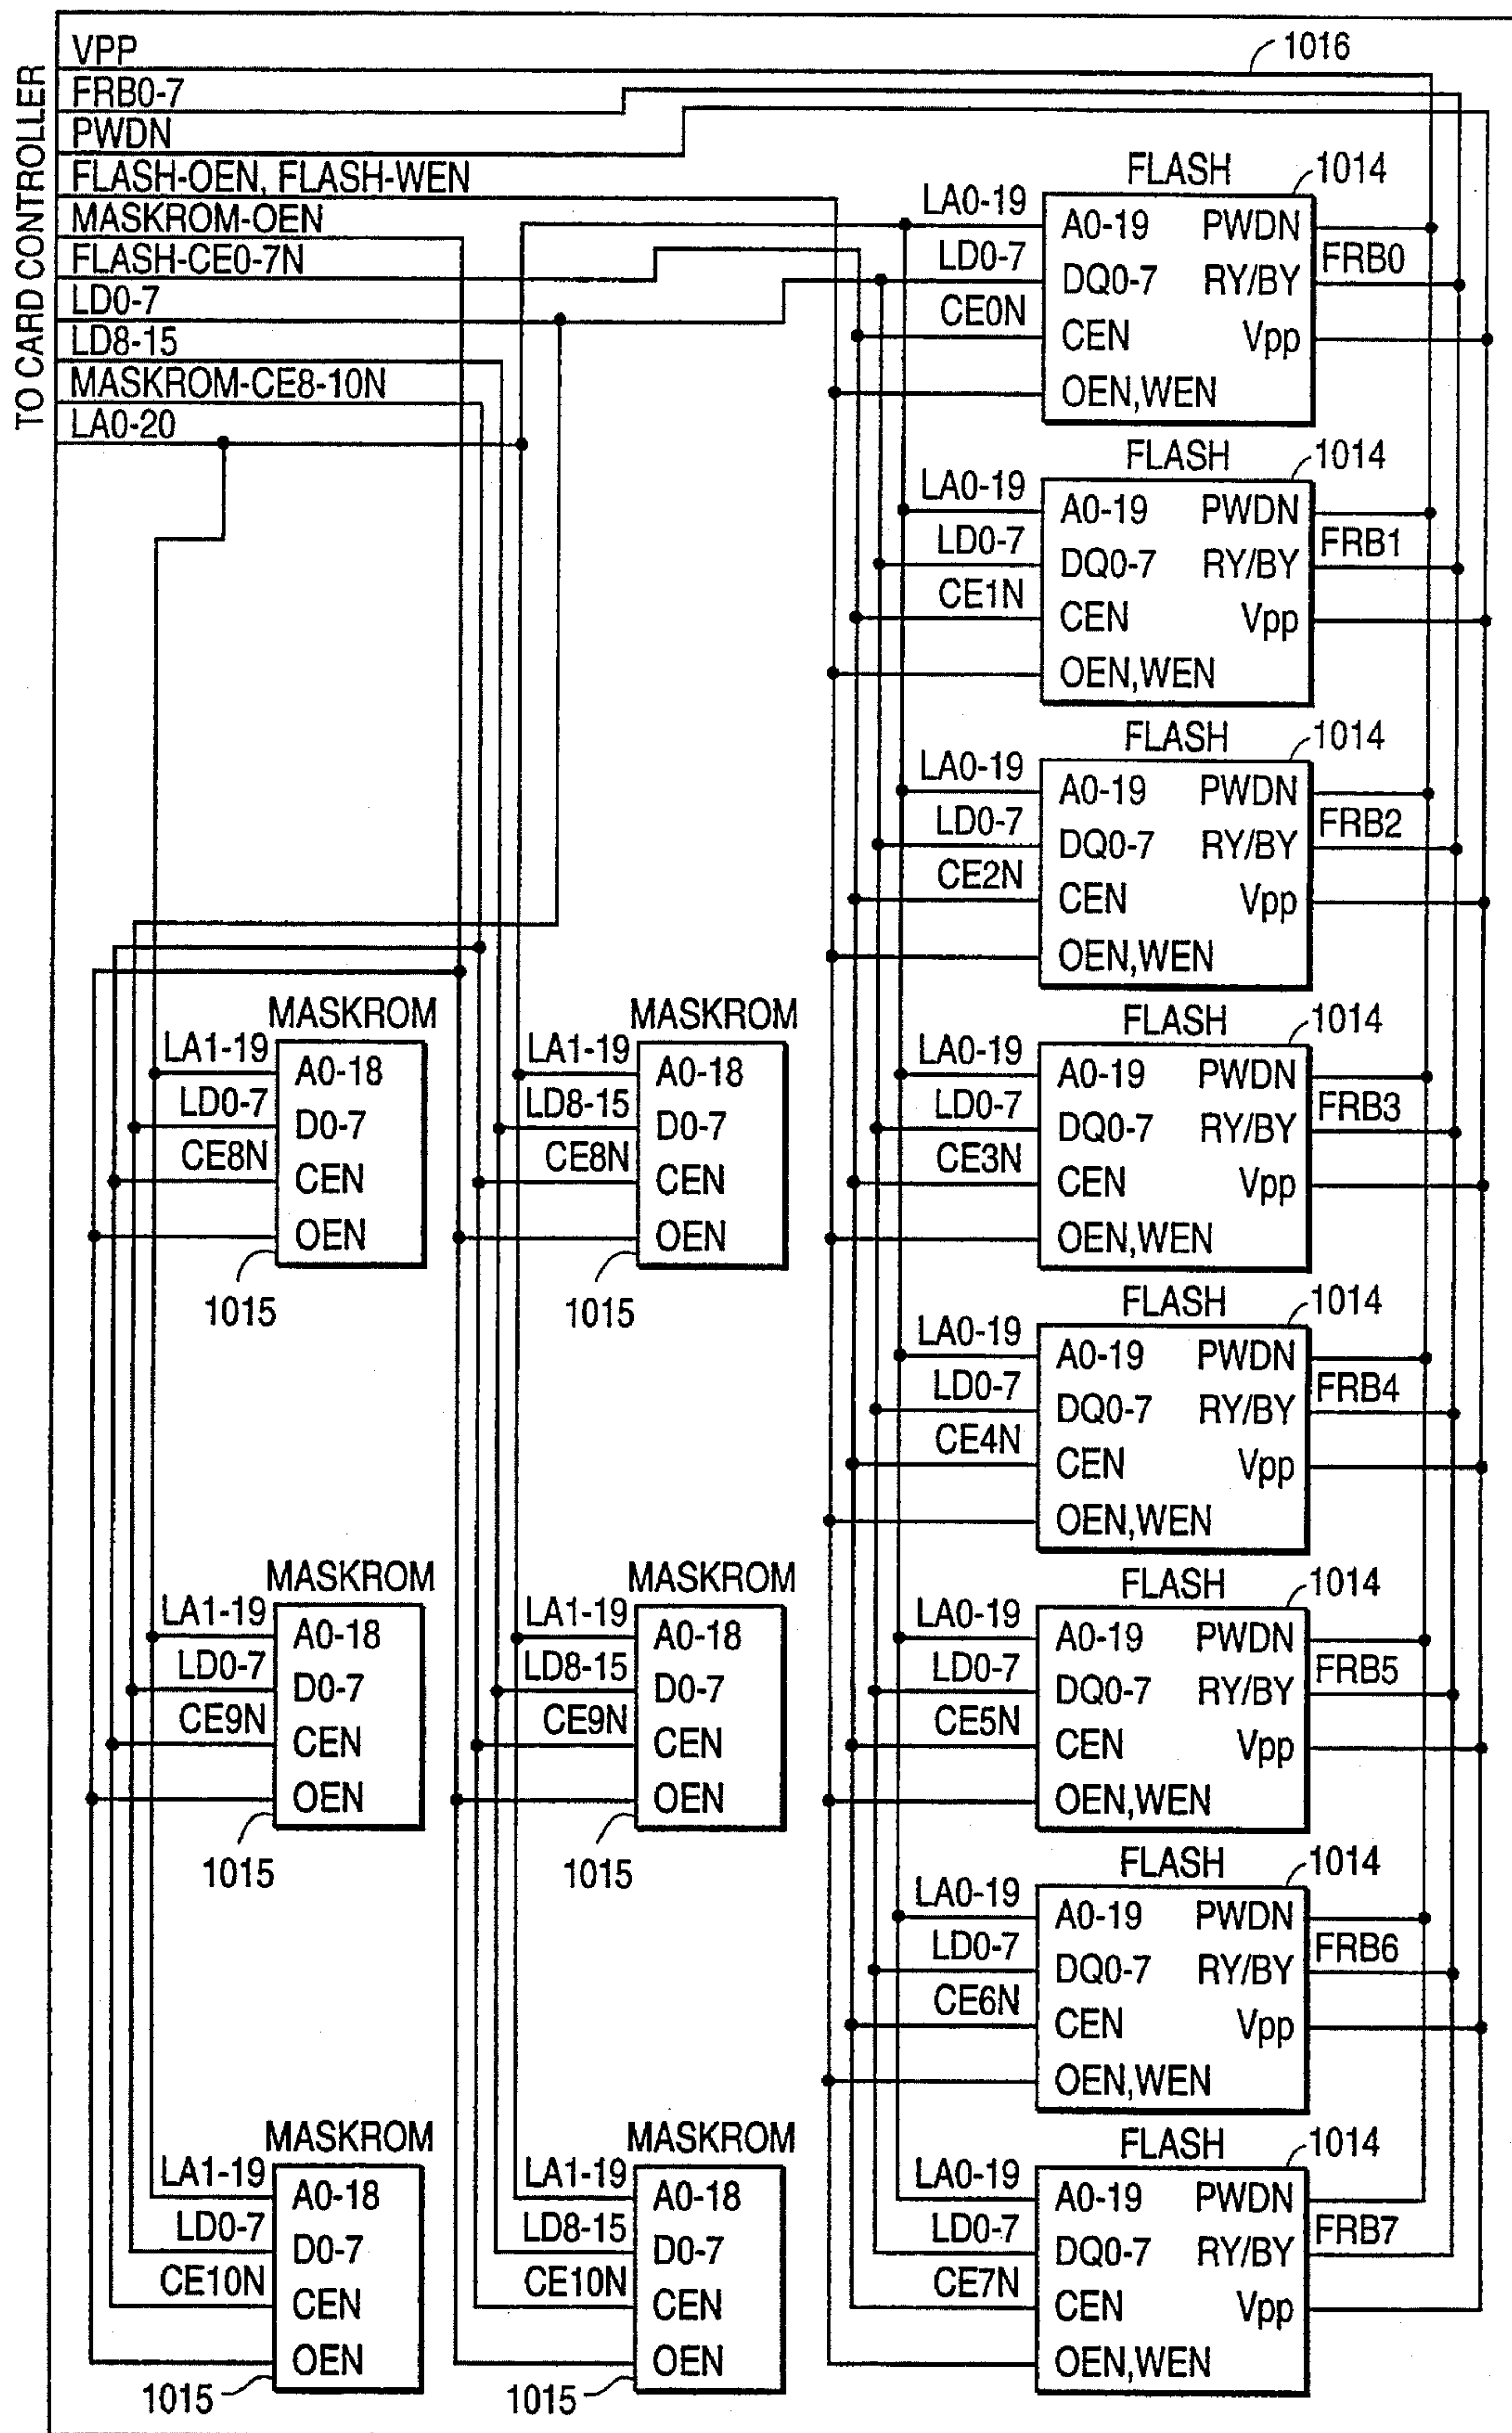 TO CARD CONTROLLER
VPP
FRB0-7
PWDN
FLASH-OEN, FLASH-WEN
MASKROM-OEN
FLASH-CE0-7N
LD0-7
LD8-15
MASKROM-CE8-10N
LA0-20
1016
FLASH
1014
LA0-19
A0-19
PWDN
LD0-7
DQ0-7
RY/BY
FRB0
CE0N
CEN
Vpp
OEN,WEN
FLASH
1014
LA0-19
A0-19
PWDN
LD0-7
DQ0-7
RY/BY
FRB1
CE1N
CEN
Vpp
OEN,WEN
FLASH
1014
LA0-19
A0-19
PWDN
LD0-7
DQ0-7
RY/BY
FRB2
CE2N
CEN
Vpp
OEN,WEN
FLASH
1014
LA0-19
A0-19
PWDN
LD0-7
DQ0-7
RY/BY
FRB3
CE3N
CEN
Vpp
OEN,WEN
FLASH
1014
LA0-19
A0-19
PWDN
LD0-7
DQ0-7
RY/BY
FRB4
CE4N
CEN
Vpp
OEN,WEN
FLASH
1014
LA0-19
A0-19
PWDN
LD0-7
DQ0-7
RY/BY
FRB5
CE5N
CEN
Vpp
OEN,WEN
FLASH
1014
LA0-19
A0-19
PWDN
LD0-7
DQ0-7
RY/BY
FRB6
CE6N
CEN
Vpp
OEN,WEN
FLASH
1014
LA0-19
A0-19
PWDN
LD0-7
DQ0-7
RY/BY
FRB7
CE7N
CEN
Vpp
OEN,WEN
MASKROM
LA1-19
A0-18
LD0-7
D0-7
CE8N
CEN
OEN
1015
MASKROM
LA1-19
A0-18
LD8-15
D0-7
CE8N
CEN
OEN
1015
MASKROM
LA1-19
A0-18
LD0-7
D0-7
CE9N
CEN
OEN
1015
MASKROM
LA1-19
A0-18
LD8-15
D0-7
CE9N
CEN
OEN
1015
MASKROM
LA1-19
A0-18
LD0-7
D0-7
CE10N
CEN
OEN
1015
MASKROM
LA1-19
A0-18
LD8-15
D0-7
CE10N
CEN
OEN
1015